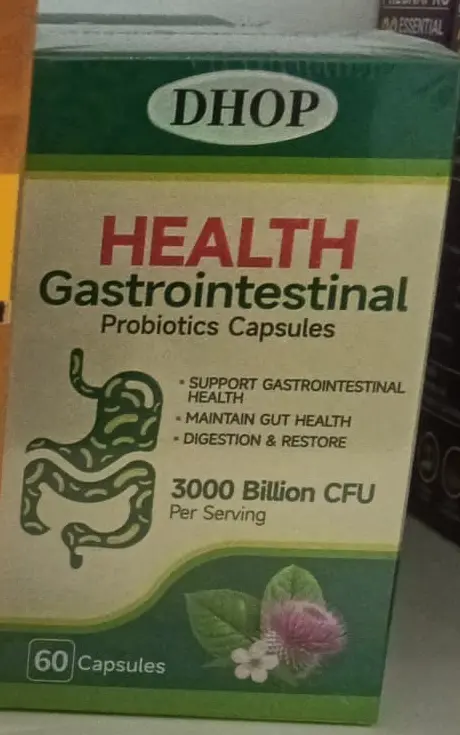 ESSENTIAL
DHOP
HEALTH
Gastrointestinal
Probiotics Capsules
• SUPPORT GASTROINTESTINAL
HEALTH
• MAINTAIN GUT HEALTH
• DIGESTION & RESTORE
3000 Billion CFU
Per Serving
60 Capsules